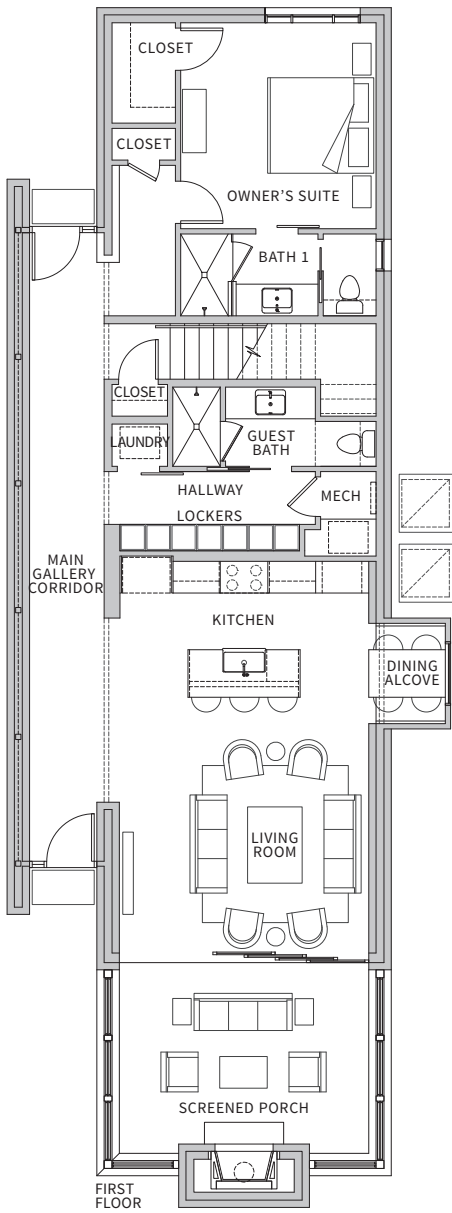 CLOSET
CLOSET
OWNER'S SUITE
BATH 1
CLOSET
LAUNDRY
GUEST
BATH
HALLWAY
LOCKERS
MECH
MAIN
GALLERY
CORRIDOR
KITCHEN
DINING
ALCOVE
LIVING
ROOM
SCREENED PORCH
FIRST
FLOOR